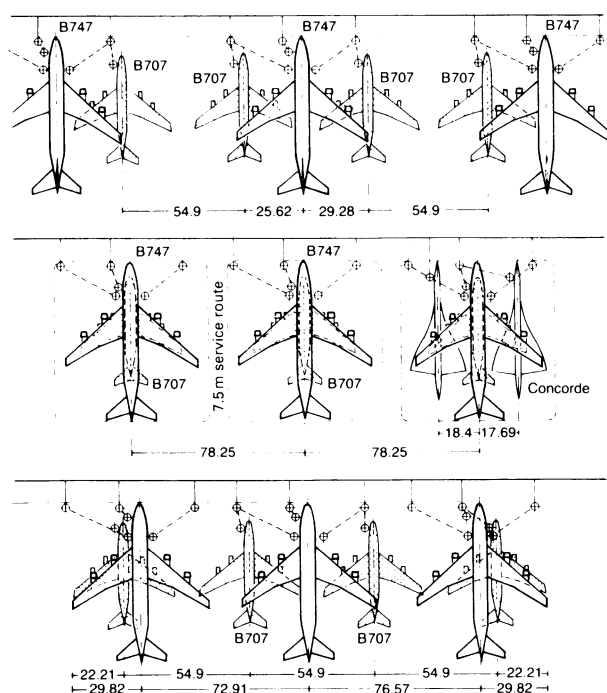 B747 B747 B747
B707 B707 B707 B707
54.9 25.62 29.28 54.9
B747 B747
7.5m service route
B707 B707 Concorde
18.4 17.69
78.25 78.25
B707 B707
22.21 54.9 54.9 54.9 22.21
29.82 72.91 76.57 29.82